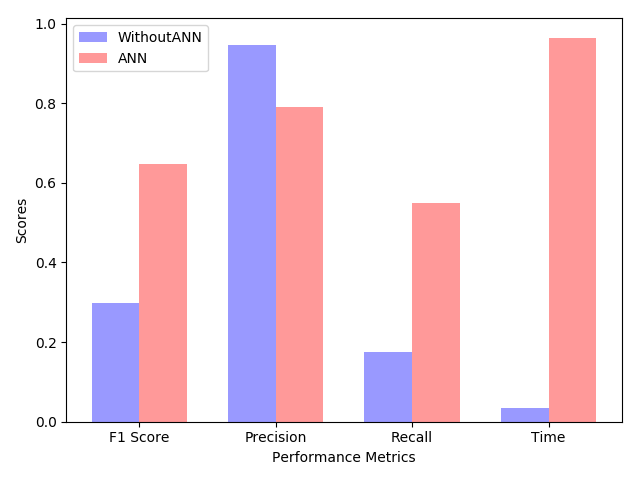 WithoutANN
ANN
Scores
1.0
0.8
0.6
0.4
0.2
0.0
F1 Score Precision Recall Time
Performance Metrics